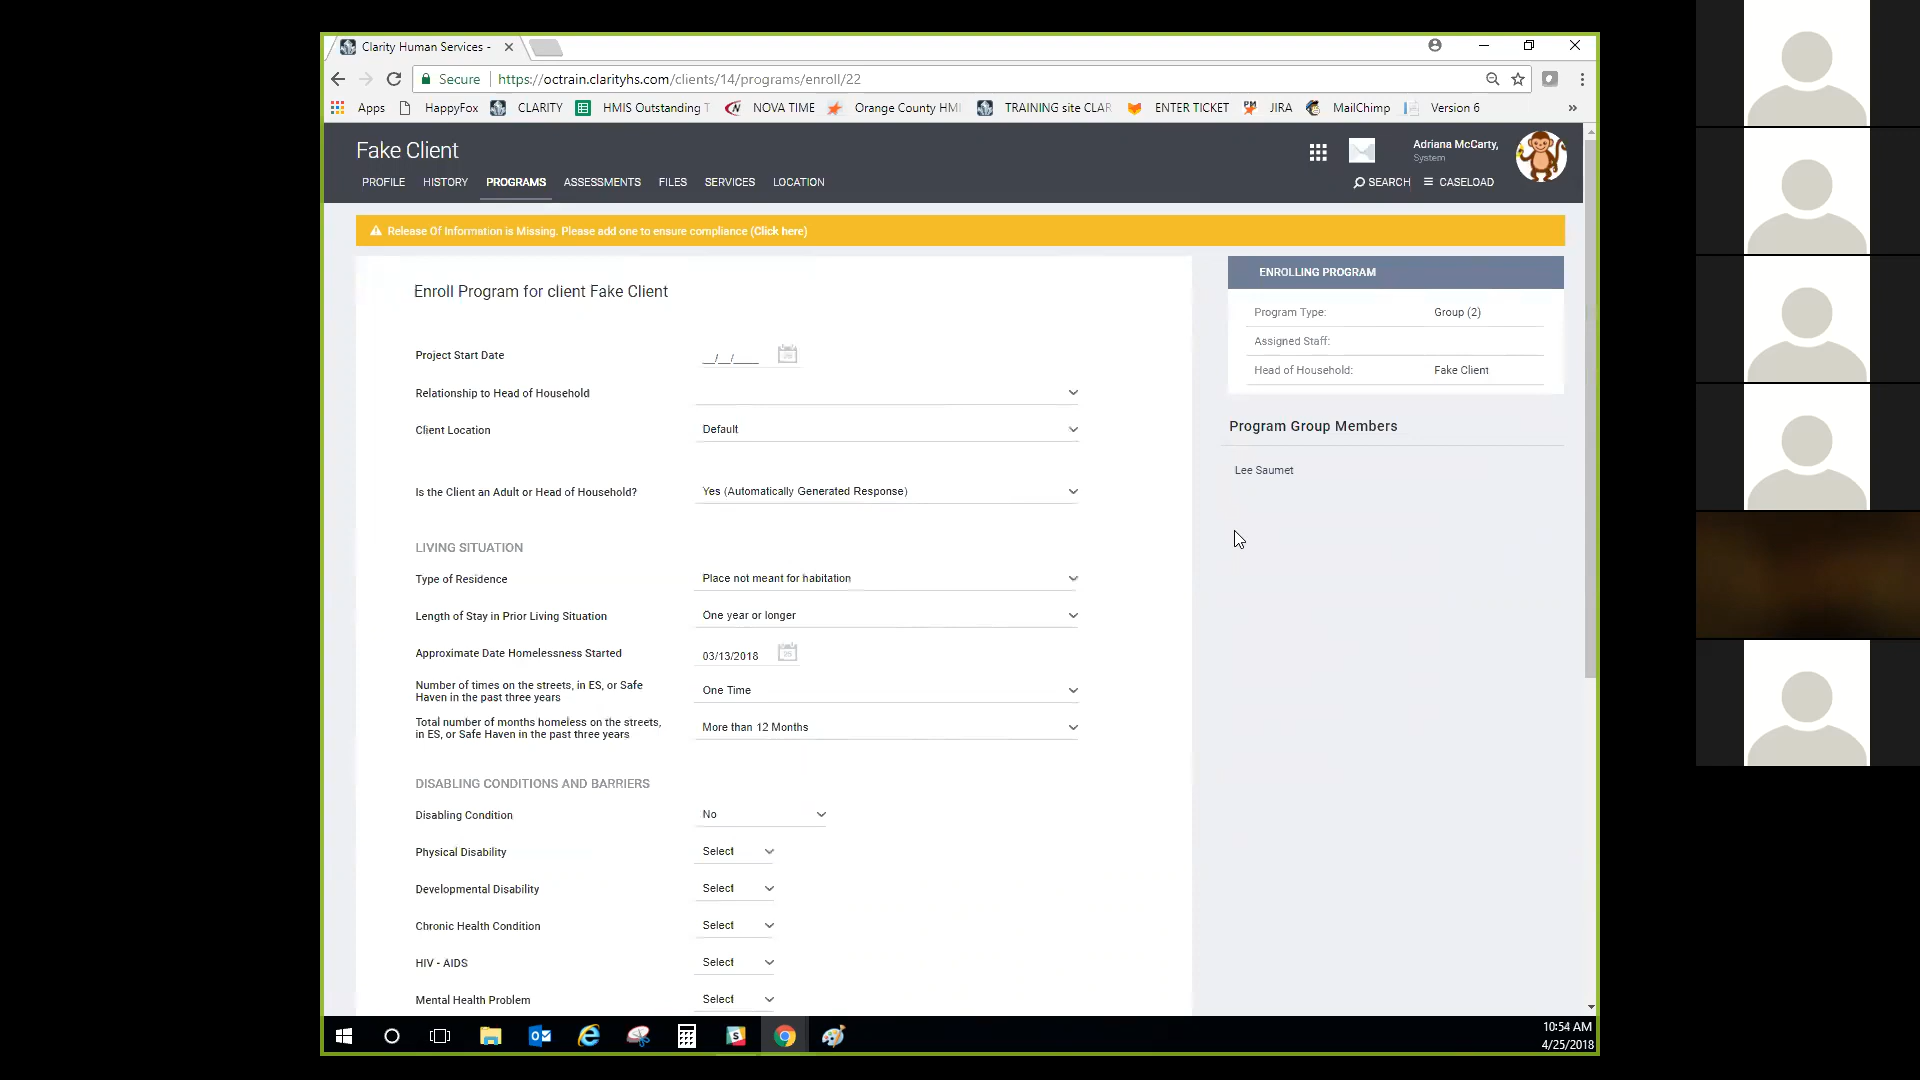 Clarity Human Services -
Secure https://octrain.clarityhs.com/clients/14/programs/enroll/22
Apps HappyFox CLARITY HMIS Outstanding T NOVA TIME Orange County HMI TRAINING site CLAR ENTER TICKET JIRA MailChimp Version 6 »
Fake Client
Adriana McCarty,
System
PROFILE HISTORY PROGRAMS ASSESSMENTS FILES SERVICES LOCATION
SEARCH CASELOAD
Release Of Information is Missing. Please add one to ensure compliance (Click here)
Enroll Program for client Fake Client
Project Start Date __/__/____
Relationship to Head of Household
Client Location Default
Is the Client an Adult or Head of Household? Yes (Automatically Generated Response)
LIVING SITUATION
Type of Residence Place not meant for habitation
Length of Stay in Prior Living Situation One year or longer
Approximate Date Homelessness Started 03/13/2018
Number of times on the streets, in ES, or Safe
Haven in the past three years One Time
Total number of months homeless on the streets,
in ES, or Safe Haven in the past three years More than 12 Months
DISABLING CONDITIONS AND BARRIERS
Disabling Condition No
Physical Disability Select
Developmental Disability Select
Chronic Health Condition Select
HIV - AIDS Select
Mental Health Problem Select
ENROLLING PROGRAM
Program Type: Group (2)
Assigned Staff:
Head of Household: Fake Client
Program Group Members
Lee Saumet
10:54 AM
4/25/2018